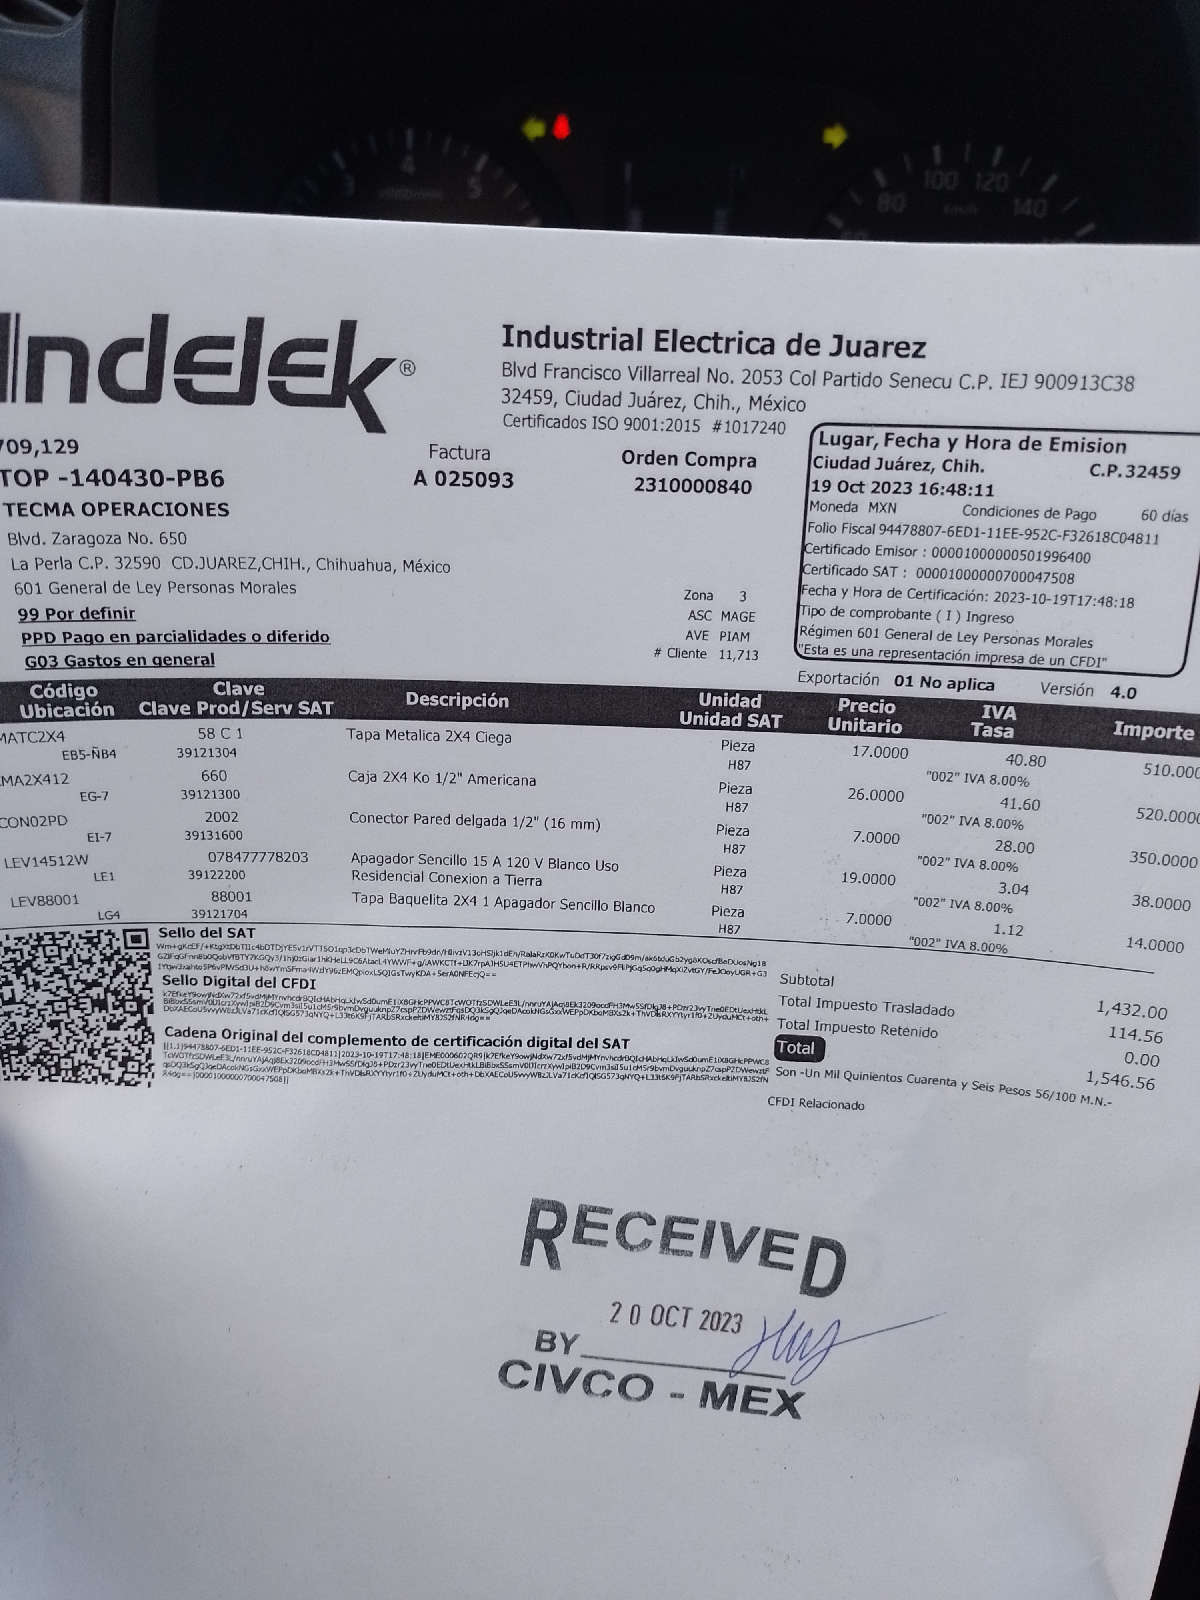 Indelek®
Industrial Electrica de Juarez
Blvd Francisco Villarreal No. 2053 Col Partido Senecu C.P. IEJ 900913C38
32459, Ciudad Juárez, Chih., México
Certificados ISO 9001:2015 #1017240
709,129
TOP -140430-PB6
TECMA OPERACIONES
Blvd. Zaragoza No. 650
La Perla C.P. 32590 CD.JUAREZ,CHIH., Chihuahua, México
601 General de Ley Personas Morales
99 Por definir
PPD Pago en parcialidades o diferido
G03 Gastos en general
Factura
A 025093
Orden Compra
2310000840
Zona 3
ASC MAGE
AVE PIAM
# Cliente 11,713
Lugar, Fecha y Hora de Emision
Ciudad Juárez, Chih. C.P.32459
19 Oct 2023 16:48:11
Moneda MXN Condiciones de Pago 60 días
Folio Fiscal 94478807-6ED1-11EE-952C-F32618C04811
Certificado Emisor : 00001000000501996400
Certificado SAT : 00001000000700047508
Fecha y Hora de Certificación: 2023-10-19T17:48:18
Tipo de comprobante ( I ) Ingreso
Régimen 601 General de Ley Personas Morales
"Esta es una representación impresa de un CFDI"
Exportación 01 No aplica Versión 4.0
Código Clave Descripción Unidad Precio IVA Importe
Ubicación Clave Prod/Serv SAT Unidad SAT Unitario Tasa
MATC2X4 58 C 1 Tapa Metalica 2X4 Ciega Pieza 17.0000 40.80 510.000
EB5-ÑB4 39121304 H87 "002" IVA 8.00%
MA2X412 660 Caja 2X4 Ko 1/2" Americana Pieza 26.0000 41.60 520.0000
EG-7 39121300 H87 "002" IVA 8.00%
CON02PD 2002 Conector Pared delgada 1/2" (16 mm) Pieza 7.0000 28.00 350.0000
EI-7 39131600 H87 "002" IVA 8.00%
LEV14512W 078477778203 Apagador Sencillo 15 A 120 V Blanco Uso Pieza 19.0000 3.04 38.0000
LE1 39122200 Residencial Conexion a Tierra H87 "002" IVA 8.00%
LEV88001 88001 Tapa Baquelita 2X4 1 Apagador Sencillo Blanco Pieza 7.0000 1.12 14.0000
LG4 39121704 H87 "002" IVA 8.00%
Sello del SAT
Sello Digital del CFDI
Cadena Original del complemento de certificación digital del SAT
Subtotal 1,432.00
Total Impuesto Trasladado 114.56
Total Impuesto Retenido 0.00
Total 1,546.56
Son -Un Mil Quinientos Cuarenta y Seis Pesos 56/100 M.N.-
CFDI Relacionado
RECEIVED
20 OCT 2023
BY
CIVCO - MEX
3 4 5
80 100 120 140